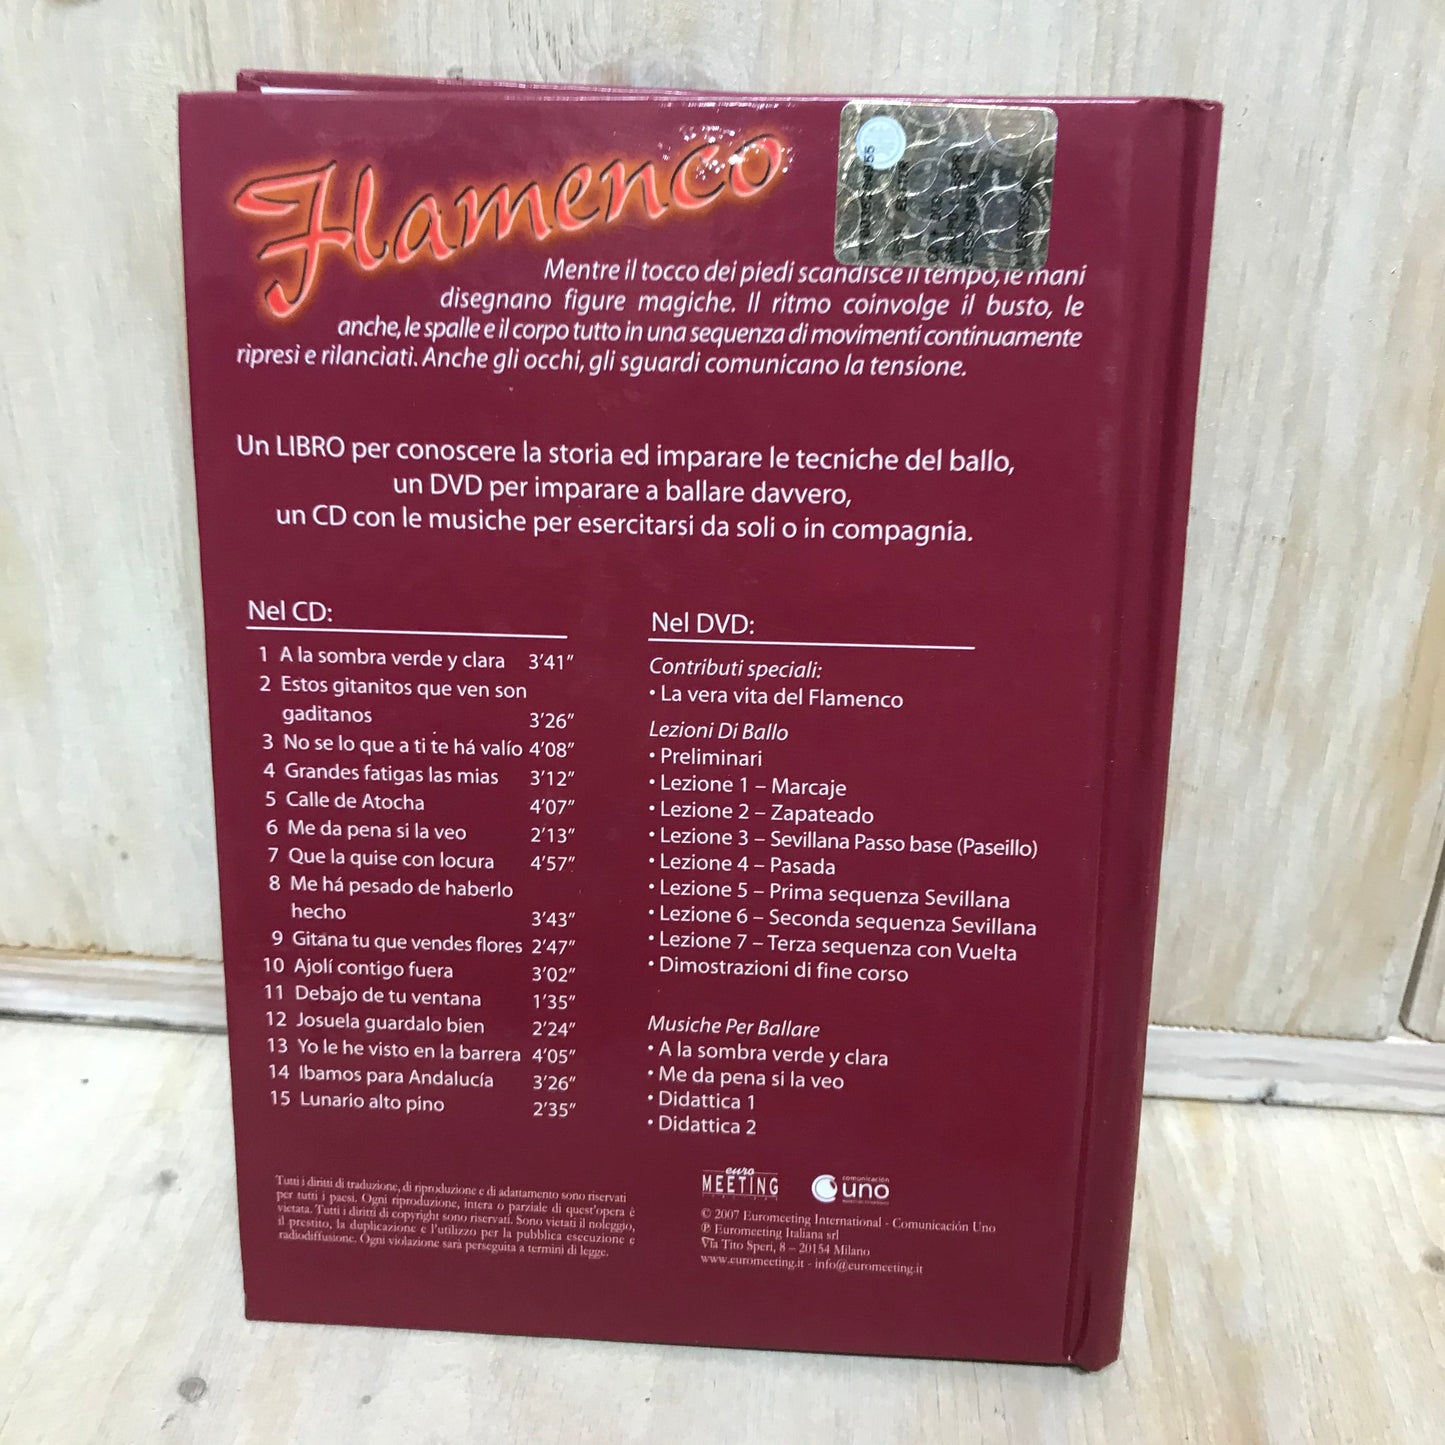 Flamenco
Mentre il tocco dei piedi scandisce il tempo, le mani
disegnano figure magiche. Il ritmo coinvolge il busto, le
anche, le spalle e il corpo tutto in una sequenza di movimenti continuamente
ripresi e rilanciati. Anche gli occhi, gli sguardi comunicano la tensione.
Un LIBRO per conoscere la storia ed imparare le tecniche del ballo,
un DVD per imparare a ballare davvero,
un CD con le musiche per esercitarsi da soli o in compagnia.
Nel CD:
1 A la sombra verde y clara 3'41"
2 Estos gitanitos que ven son
gaditanos 3'26"
3 No se lo que a ti te há valío 4'08"
4 Grandes fatigas las mias 3'12"
5 Calle de Atocha 4'07"
6 Me da pena si la veo 2'13"
7 Que la quise con locura 4'57"
8 Me há pesado de haberlo
hecho 3'43"
9 Gitana tu que vendes flores 2'47"
10 Ajolí contigo fuera 3'02"
11 Debajo de tu ventana 1'35"
12 Josuela guardalo bien 2'24"
13 Yo le he visto en la barrera 4'05"
14 Ibamos para Andalucía 3'26"
15 Lunario alto pino 2'35"
Nel DVD:
Contributi speciali:
• La vera vita del Flamenco
Lezioni Di Ballo
• Preliminari
• Lezione 1 – Marcaje
• Lezione 2 – Zapateado
• Lezione 3 – Sevillana Passo base (Paseillo)
• Lezione 4 – Pasada
• Lezione 5 – Prima sequenza Sevillana
• Lezione 6 – Seconda sequenza Sevillana
• Lezione 7 – Terza sequenza con Vuelta
• Dimostrazioni di fine corso
Musiche Per Ballare
• A la sombra verde y clara
• Me da pena si la veo
• Didattica 1
• Didattica 2
Tutti i diritti di traduzione, di riproduzione e di adattamento sono riservati
per tutti i paesi. Ogni riproduzione, intera o parziale di quest'opera è
vietata. Tutti i diritti di copyright sono riservati. Sono vietati il noleggio,
il prestito, la duplicazione e l'utilizzo per la pubblica esecuzione e
radiodiffusione. Ogni violazione sarà perseguita a termini di legge.
euro
MEETING
comunicación
uno
© 2007 Euromeeting International - Comunicación Uno
℗ Euromeeting Italiana srl
Via Tito Speri, 8 – 20154 Milano
www.euromeeting.it - info@euromeeting.it